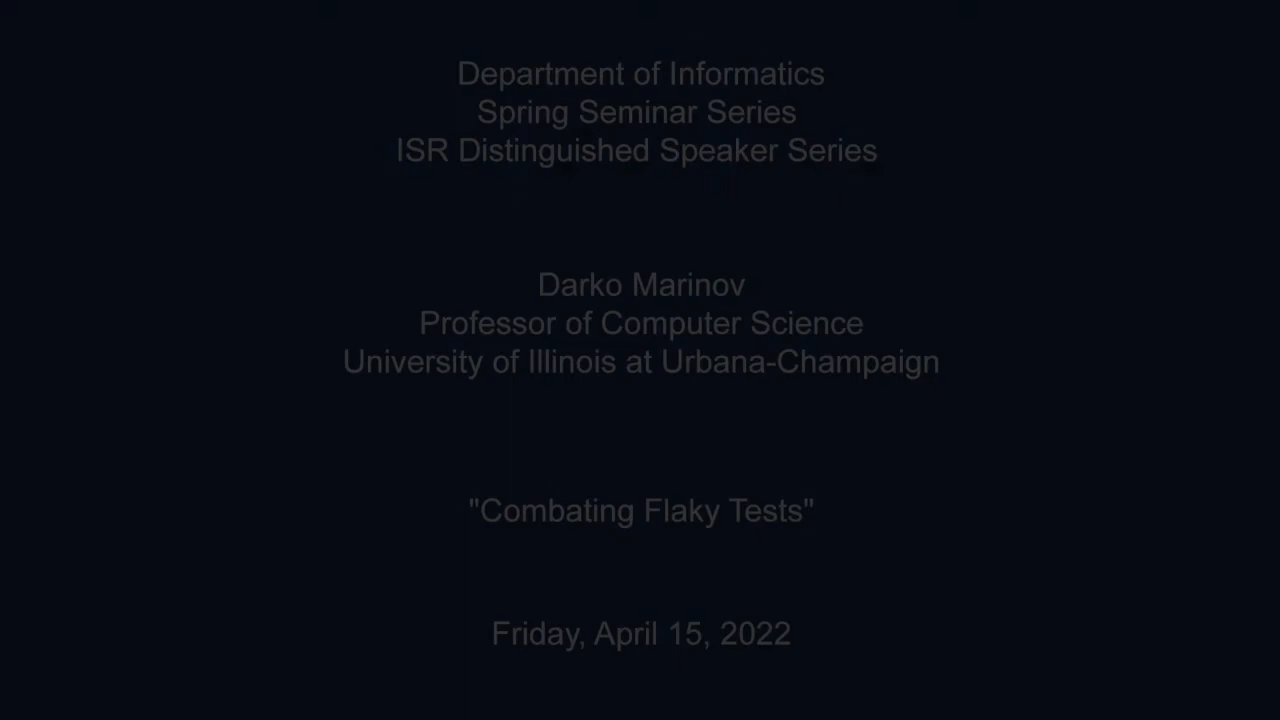 Department of Informatics
Spring Seminar Series
ISR Distinguished Speaker Series
Darko Marinov
Professor of Computer Science
University of Illinois at Urbana-Champaign
"Combating Flaky Tests"
Friday, April 15, 2022